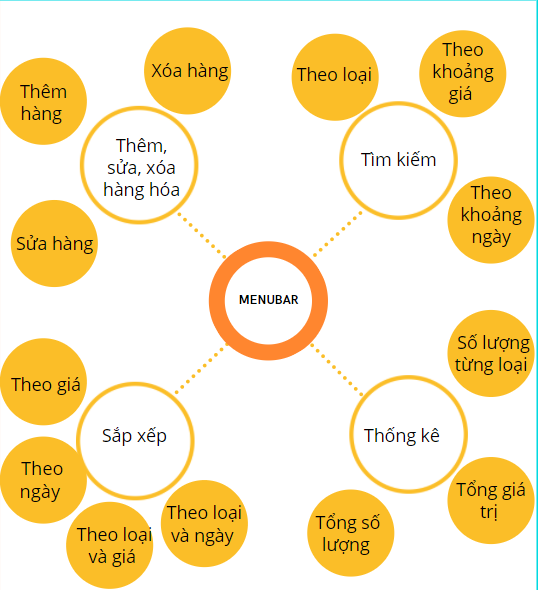 Xóa hàng
Thêm
hàng
Thêm,
sửa, xóa
hàng hóa
Sửa hàng
Theo loại
Theo
khoảng
giá
Tìm kiếm
Theo
khoảng
ngày
MENUBAR
Theo giá
Sắp xếp
Theo
ngày
Theo loại
và giá
Theo loại
và ngày
Số lượng
từng loại
Thống kê
Tổng giá
trị
Tổng số
lượng